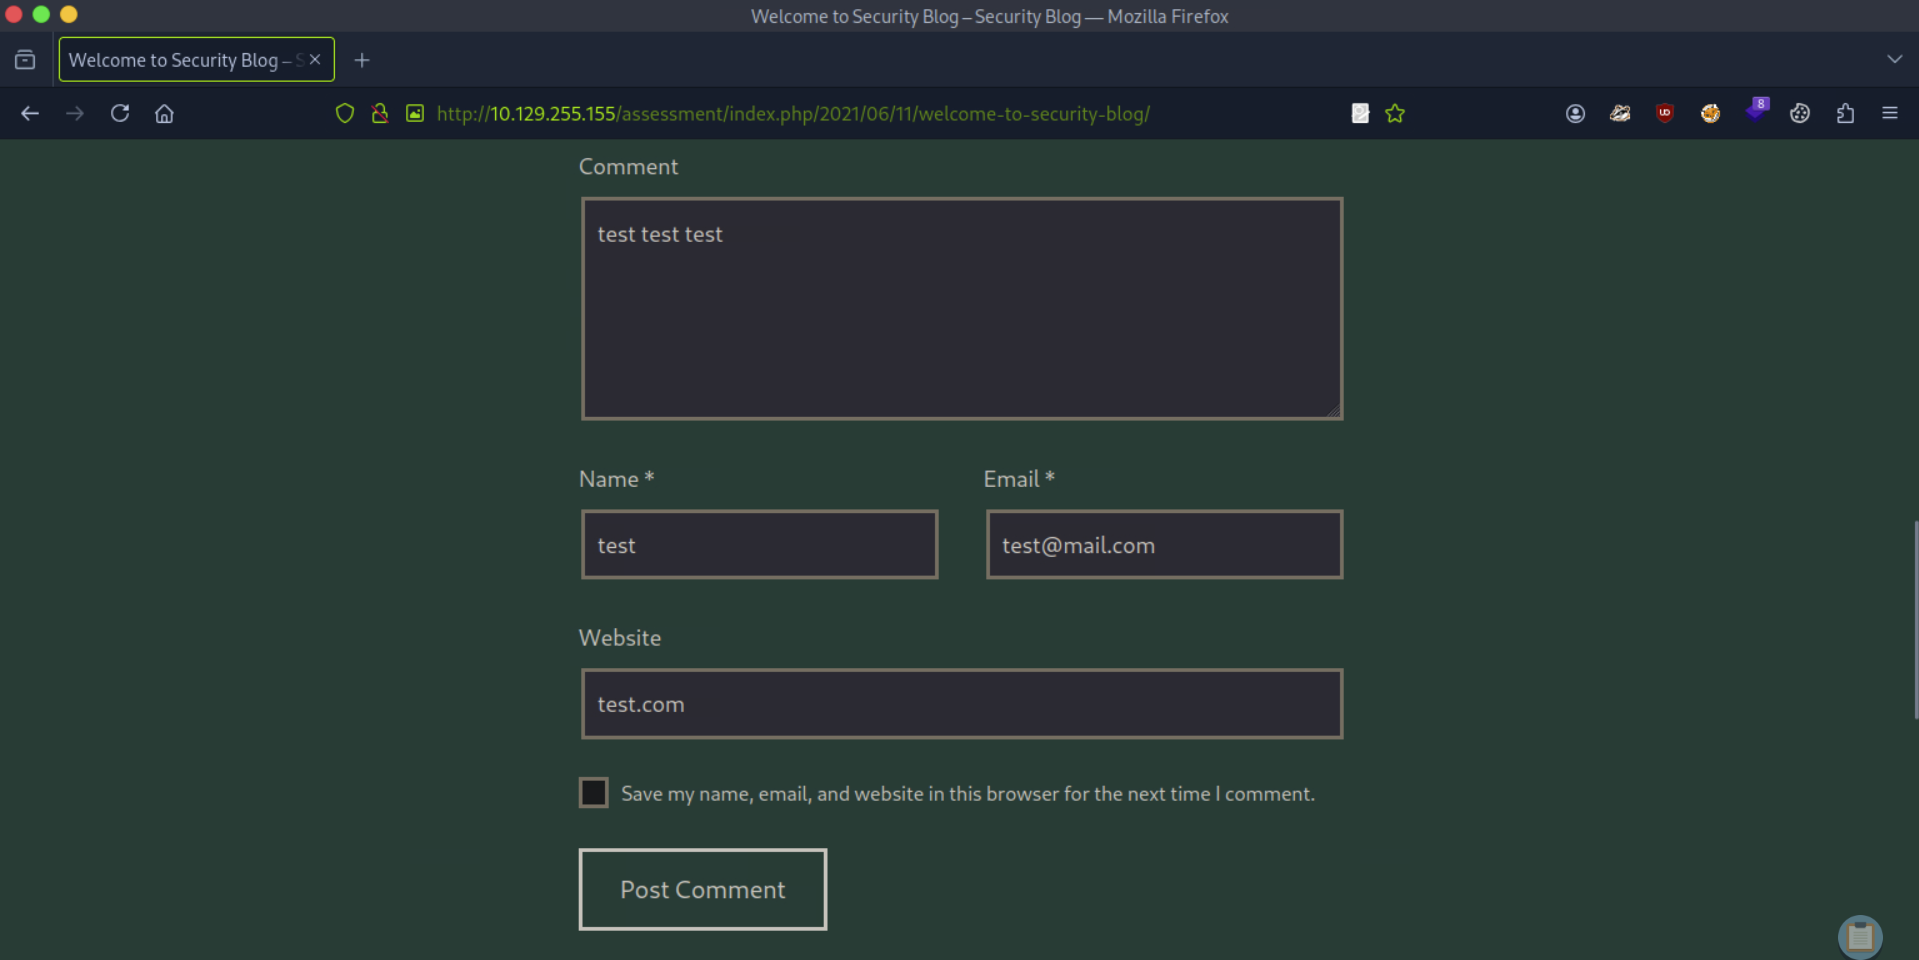 Welcome to Security Blog – Security Blog — Mozilla Firefox
Welcome to Security Blog –
8
http://10.129.255.155/assessment/index.php/2021/06/11/welcome-to-security-blog/
Comment
test test test
Name *
Email *
test
test@mail.com
Website
test.com
Save my name, email, and website in this browser for the next time I comment.
Post Comment